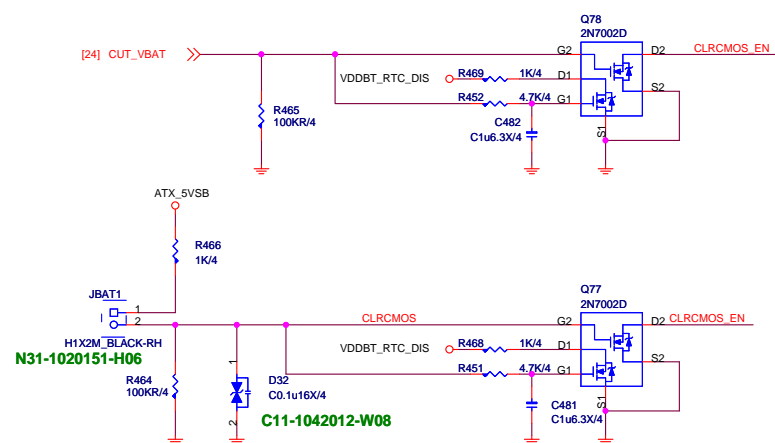 Q78
2N7002D
[24] CUT_VBAT
G2
D2
CLRCMOS_EN
VDDBT_RTC_DIS
R469
1K/4
D1
R452
4.7K/4
G1
S2
R465
100KR/4
C482
C1u6.3X/4
S1
ATX_5VSB
R466
1K/4
JBAT1
1
2
H1X2M_BLACK-RH
N31-1020151-H06
Q77
2N7002D
CLRCMOS
G2
D2
CLRCMOS_EN
VDDBT_RTC_DIS
R468
1K/4
D1
R451
4.7K/4
G1
S2
R464
100KR/4
1
D32
C0.1u16X/4
2
C11-1042012-W08
C481
C1u6.3X/4
S1